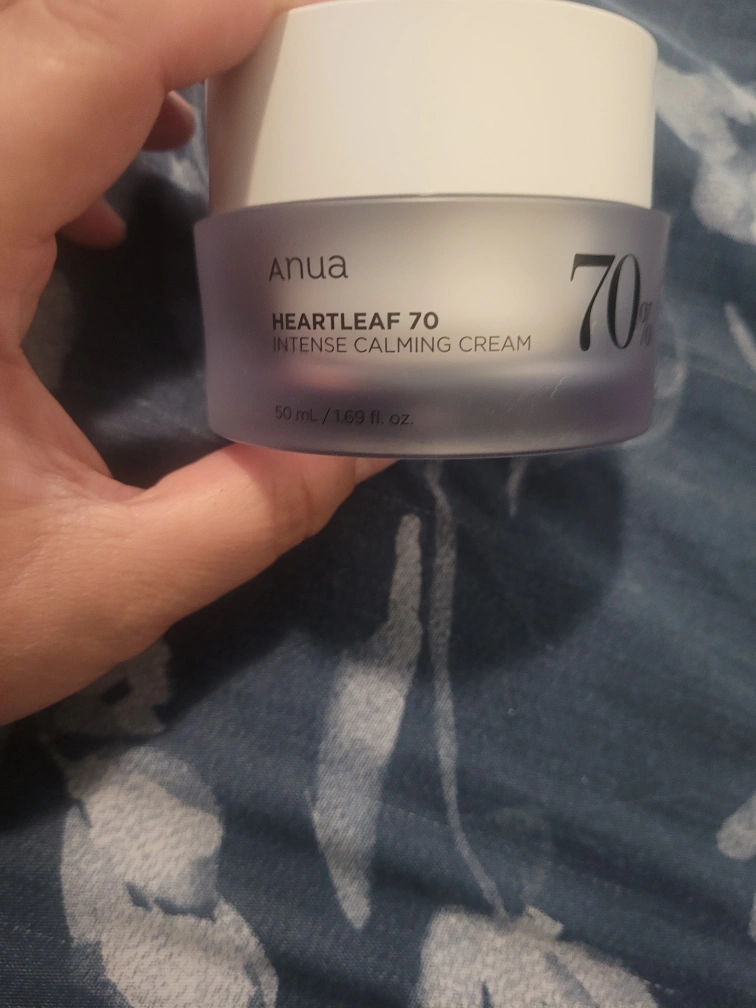 Anua
HEARTLEAF 70
INTENSE CALMING CREAM
70%
50 mL / 1.69 fl. oz.